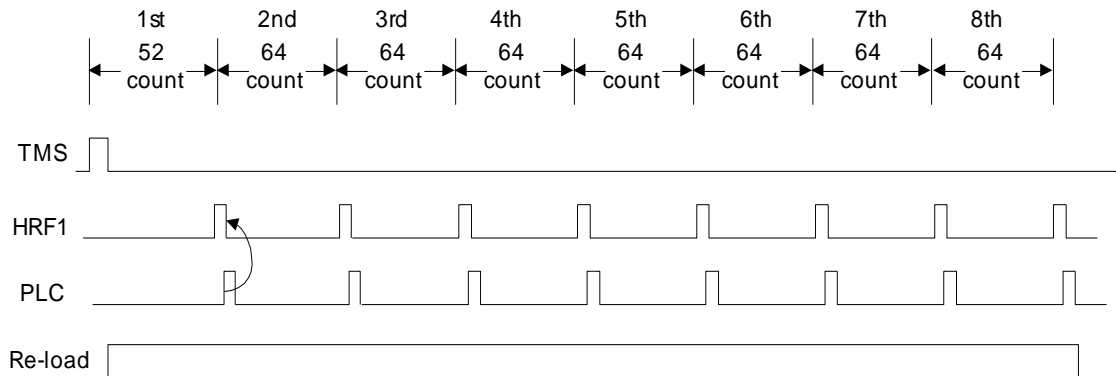 1st 2nd 3rd 4th 5th 6th 7th 8th
52 64 64 64 64 64 64 64
count count count count count count count count
TMS
HRF1
PLC
Re-load